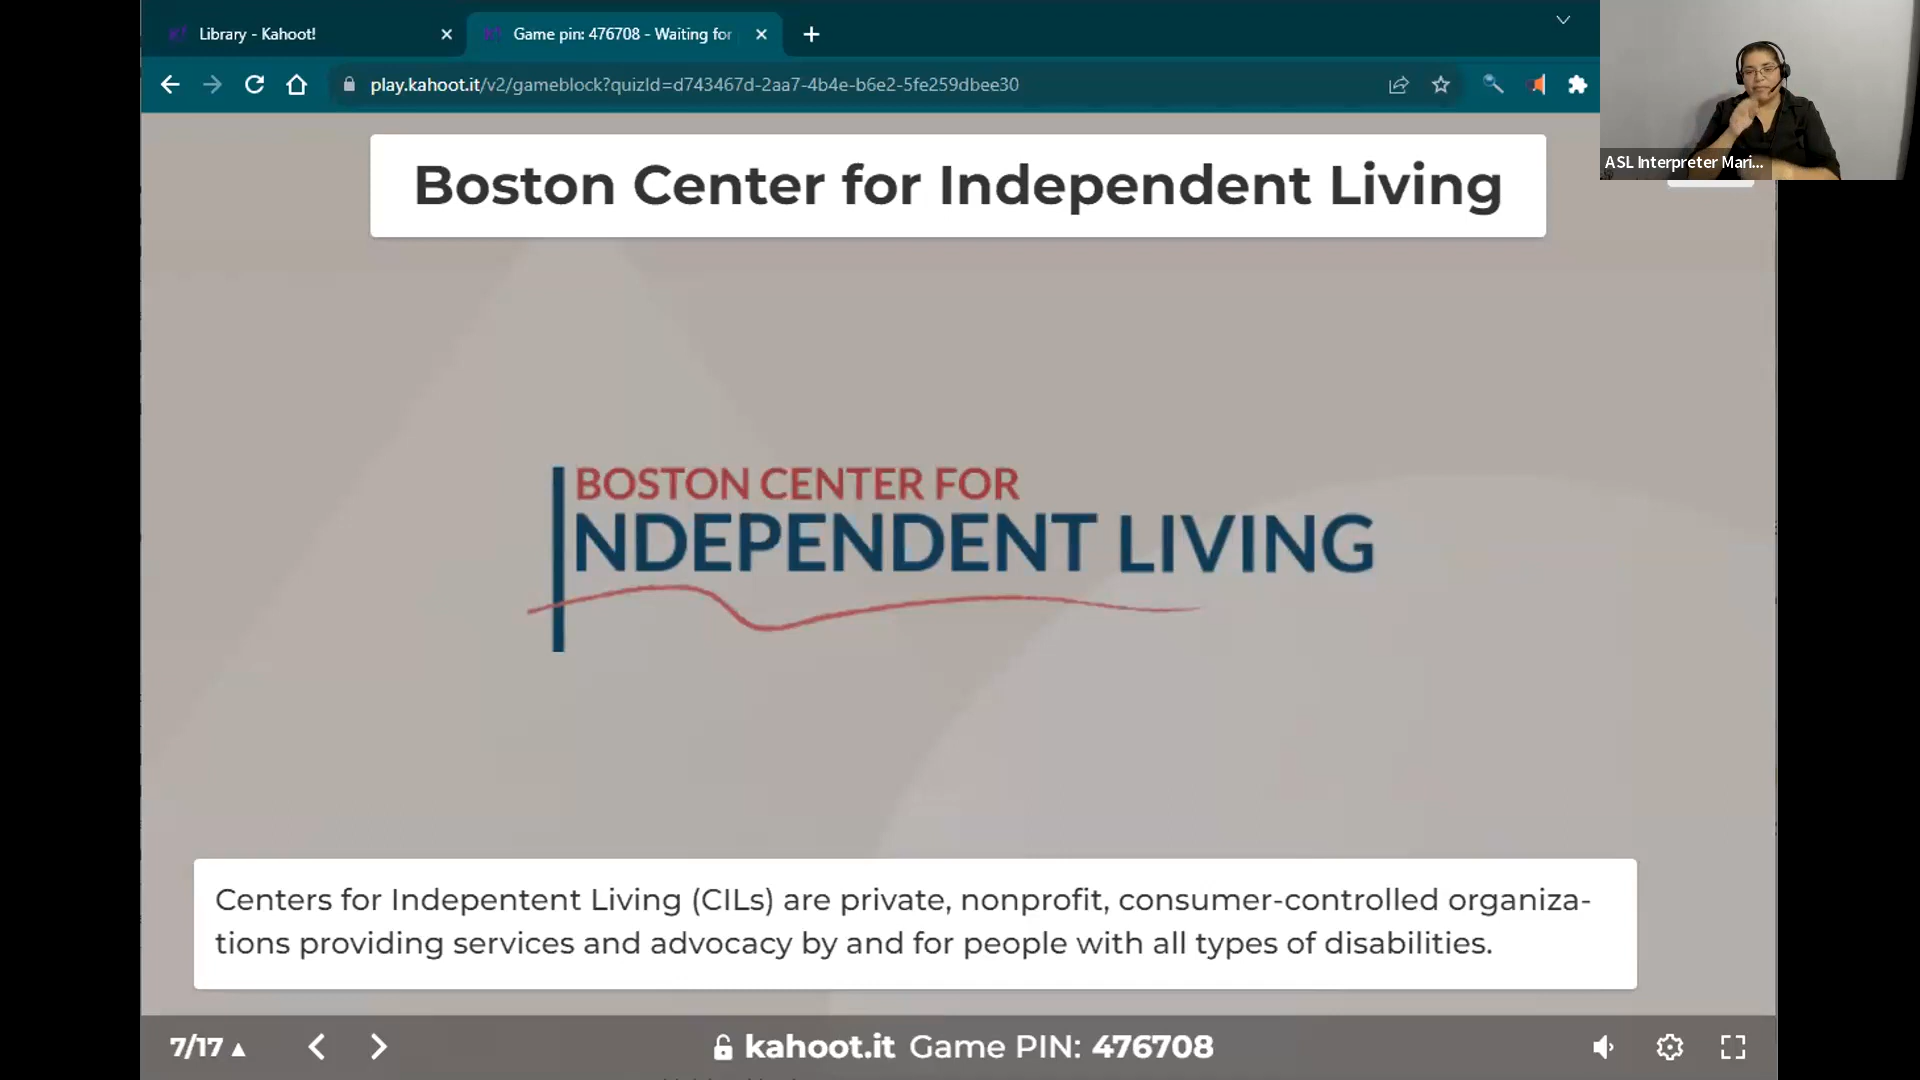 Library - Kahoot!
Game pin: 476708 - Waiting for
play.kahoot.it/v2/gameblock?quizId=d743467d-2aa7-4b4e-b6e2-5fe259dbee30
ASL Interpreter Mari...
Boston Center for Independent Living
BOSTON CENTER FOR
INDEPENDENT LIVING
Centers for Indepentent Living (CILs) are private, nonprofit, consumer-controlled organiza-
tions providing services and advocacy by and for people with all types of disabilities.
7/17
kahoot.it Game PIN: 476708